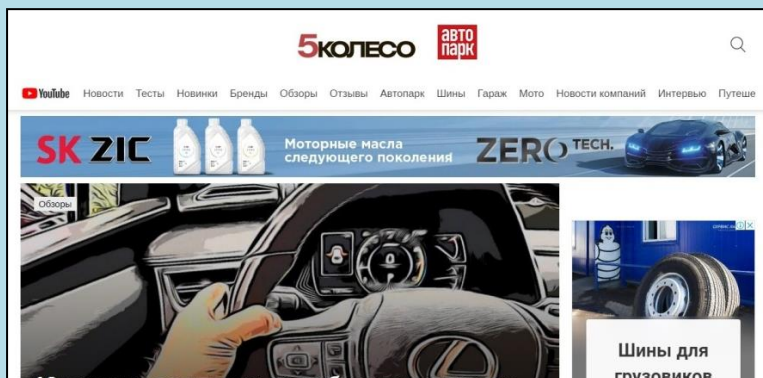 5КОЛЕСО
авто
парк
YouTube Новости Тесты Новинки Бренды Обзоры Отзывы Автопарк Шины Гараж Мото Новости компаний Интервью Путеше
SK ZIC
Моторные масла
следующего поколения
ZERO TECH.
Обзоры
Шины для
грузовиков